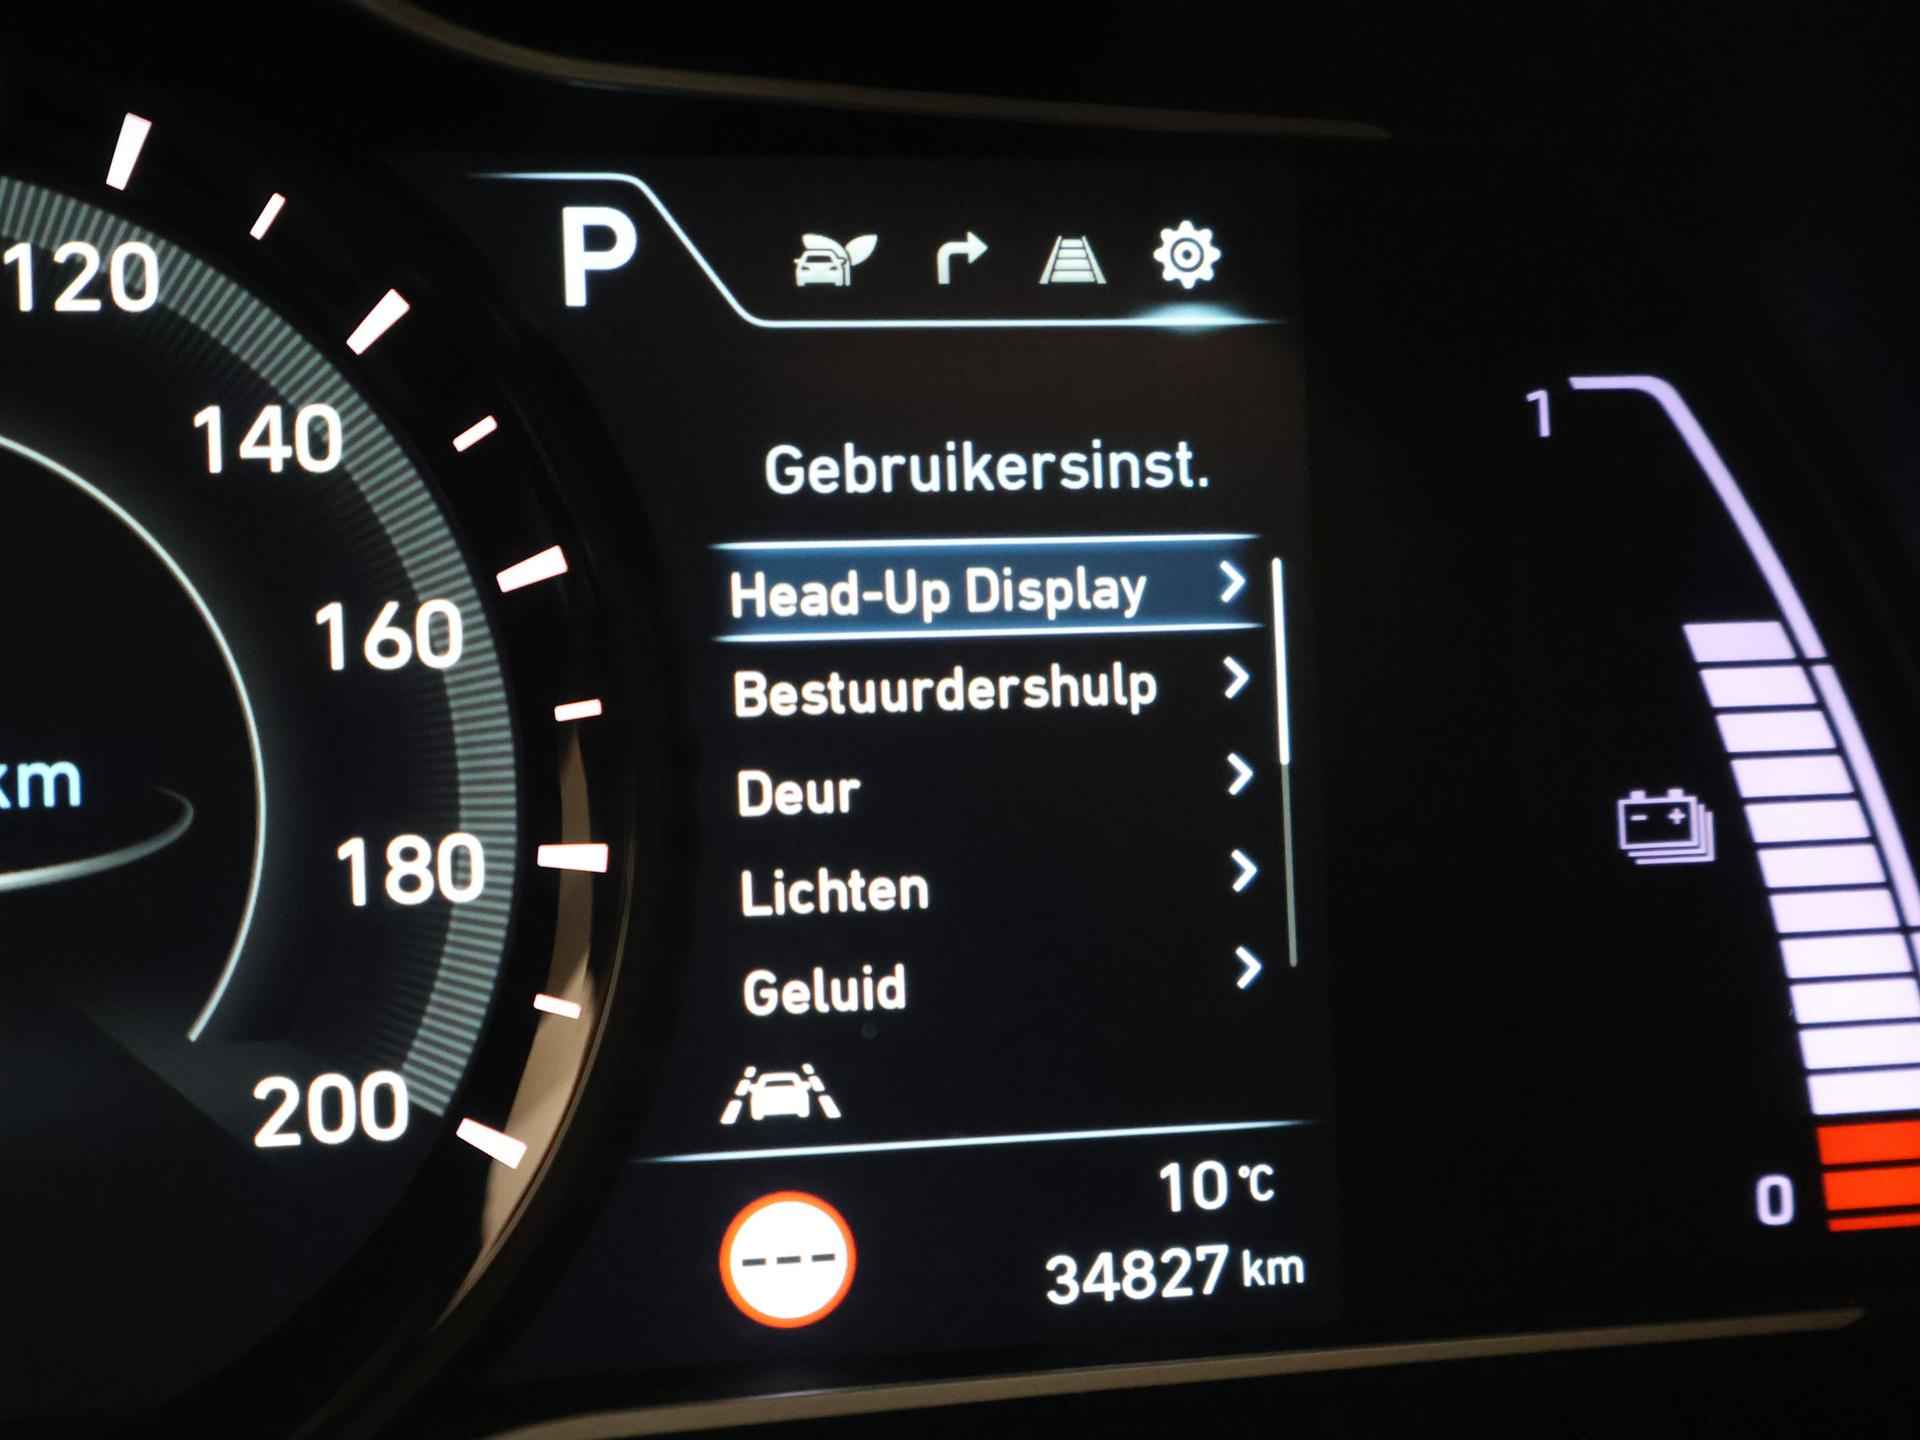 120
140
160
180
200
km
P
Gebruikersinst.
Head-Up Display
Bestuurdershulp
Deur
Lichten
Geluid
---
10 °C
34827 km
1
0